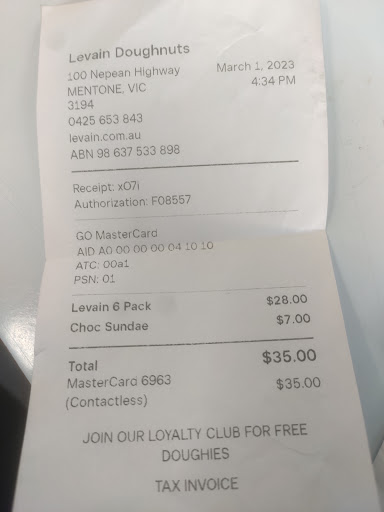 Levain Doughnuts
100 Nepean Highway March 1, 2023
MENTONE, VIC 4:34 PM
3194
0425 653 843
levain.com.au
ABN 98 637 533 898
Receipt: xO7i
Authorization: F08557
GO MasterCard
AID A0 00 00 00 04 10 10
ATC: 00a1
PSN: 01
Levain 6 Pack $28.00
Choc Sundae $7.00
Total $35.00
MasterCard 6963 $35.00
(Contactless)
JOIN OUR LOYALTY CLUB FOR FREE
DOUGHIES
TAX INVOICE